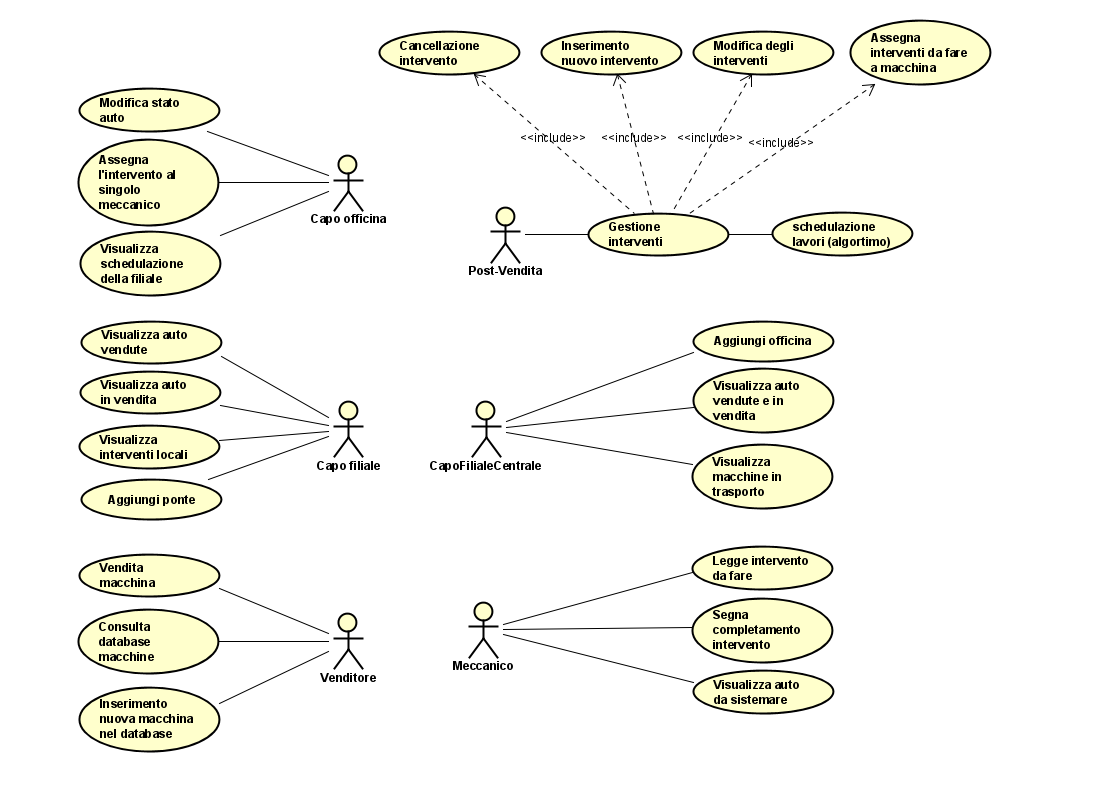 Cancellazione
intervento
Inserimento
nuovo intervento
Modifica degli
interventi
Assegna
interventi da fare
a macchina
<<include>>
<<include>>
<<include>>
<<include>>
Modifica stato
auto
Assegna
l'intervento al
singolo
meccanico
Visualizza
schedulazione
della filiale
Capo officina
Post-Vendita
Gestione
interventi
schedulazione
lavori (algortimo)
Visualizza auto
vendute
Visualizza auto
in vendita
Visualizza
interventi locali
Aggiungi ponte
Capo filiale
CapoFilialeCentrale
Aggiungi officina
Visualizza auto
vendute e in
vendita
Visualizza
macchine in
trasporto
Vendita
macchina
Consulta
database
macchine
Inserimento
nuova macchina
nel database
Venditore
Meccanico
Legge intervento
da fare
Segna
completamento
intervento
Visualizza auto
da sistemare